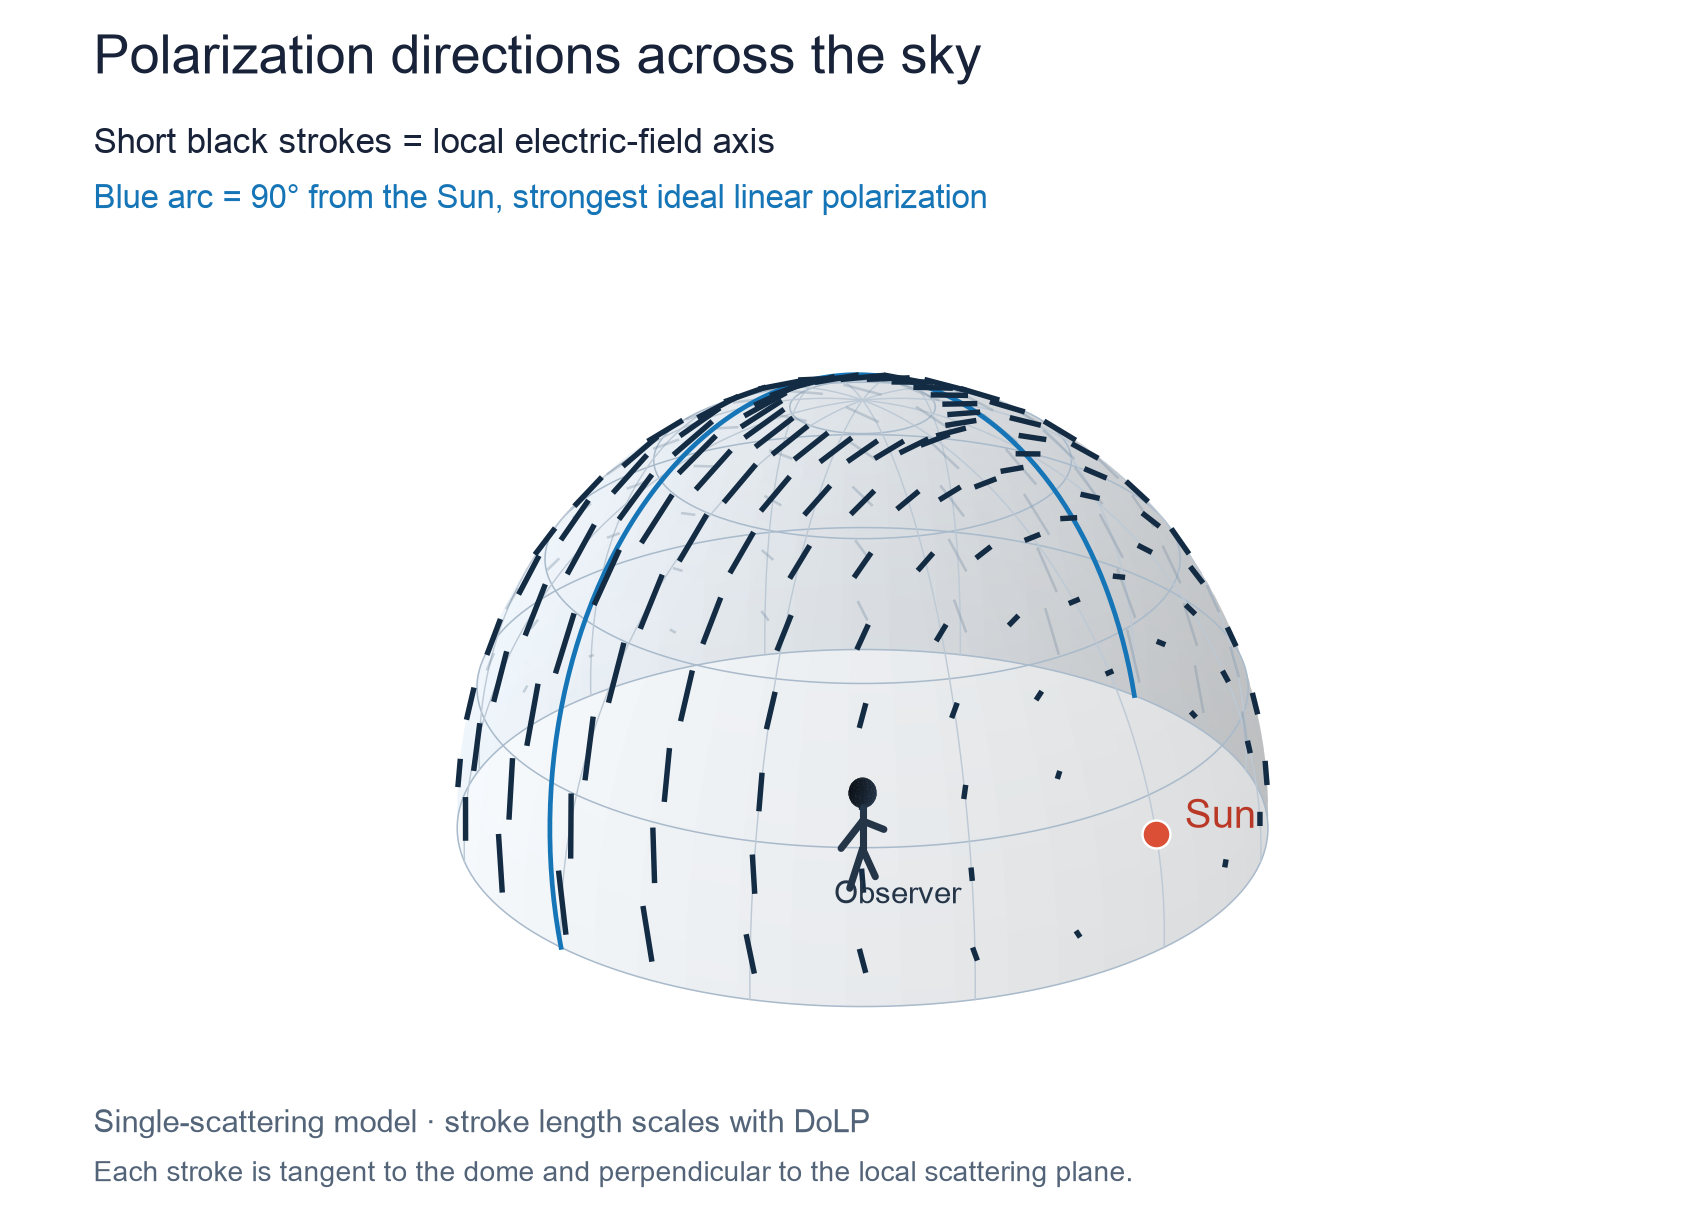 Polarization directions across the sky
Short black strokes = local electric-field axis
Blue arc = 90° from the Sun, strongest ideal linear polarization
Sun
Observer
Single-scattering model · stroke length scales with DoLP
Each stroke is tangent to the dome and perpendicular to the local scattering plane.